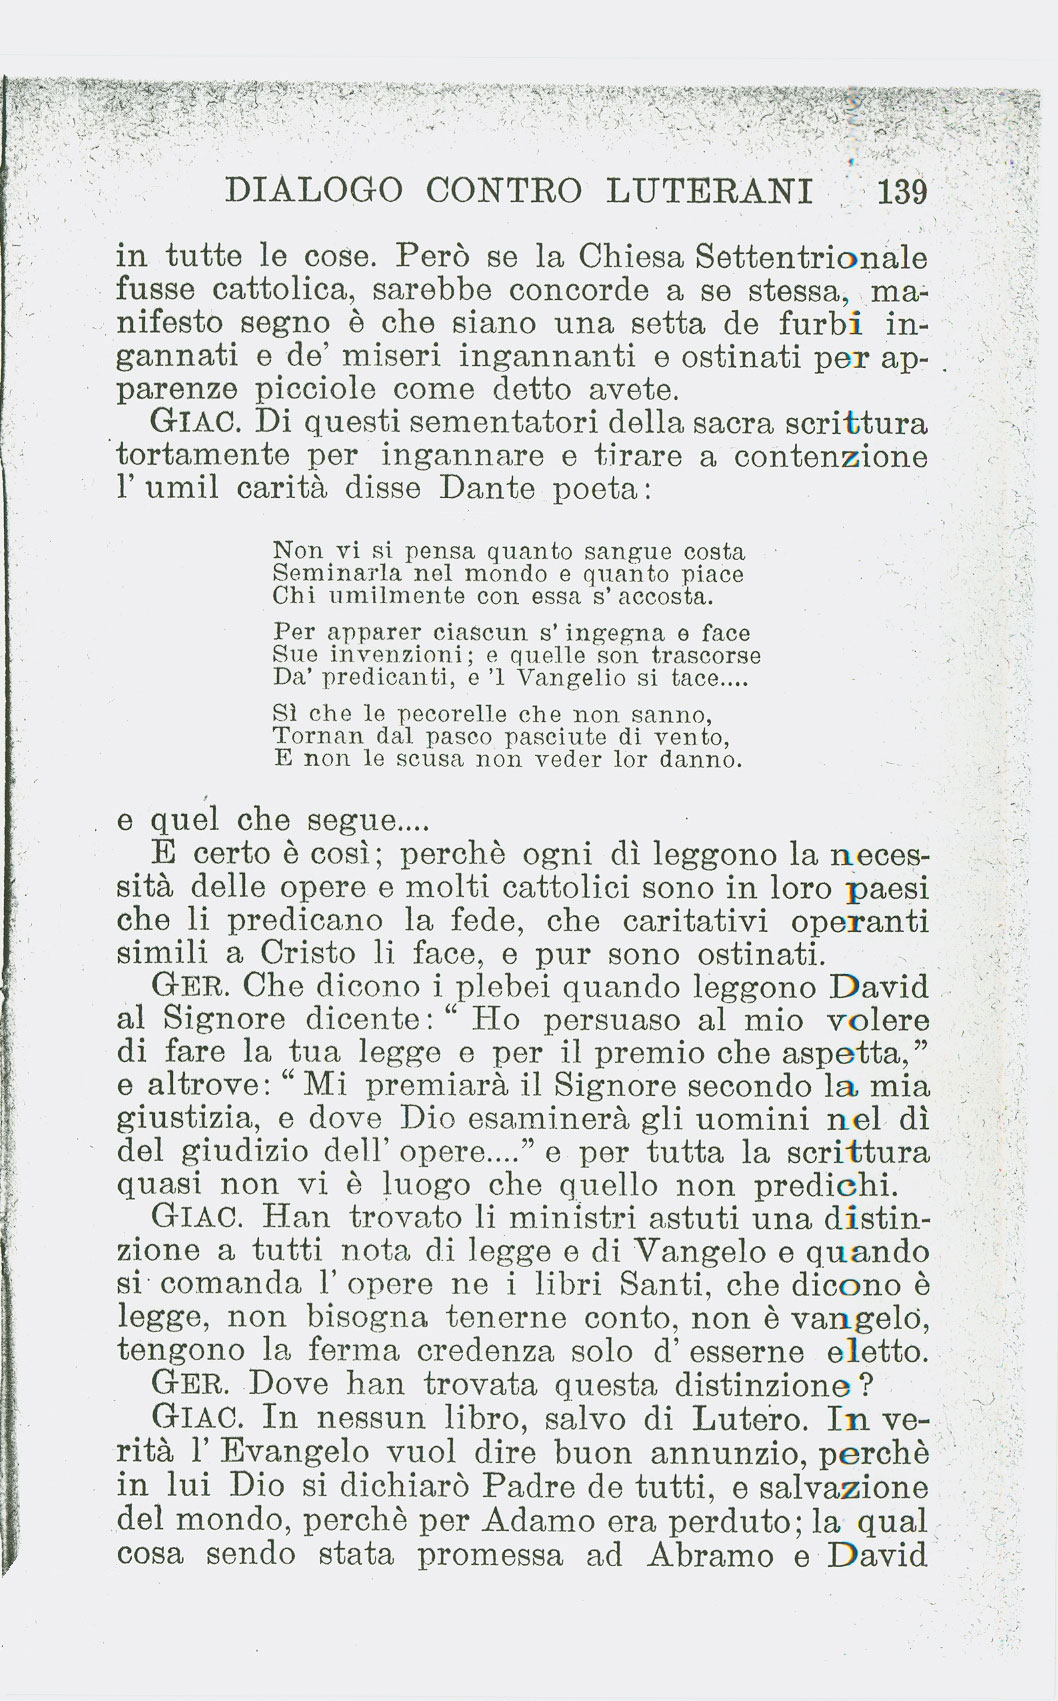 DIALOGO CONTRO LUTERANI 139
in tutte le cose. Però se la Chiesa Settentrionale
fusse cattolica, sarebbe concorde a se stessa, ma-
nifesto segno è che siano una setta de furbi in-
gannati e de' miseri ingannanti e ostinati per ap-
parenze picciole come detto avete.
GIAC. Di questi sementatori della sacra scrittura
tortamente per ingannare e tirare a contenzione
l' umil carità disse Dante poeta:
Non vi si pensa quanto sangue costa
Seminarla nel mondo e quanto piace
Chi umilmente con essa s' accosta.
Per apparer ciascun s' ingegna e face
Sue invenzioni; e quelle son trascorse
Da' predicanti, e 'l Vangelio si tace....
Sì che le pecorelle che non sanno,
Tornan dal pasco pasciute di vento,
E non le scusa non veder lor danno.
e quel che segue....
E certo è così; perchè ogni dì leggono la neces-
sità delle opere e molti cattolici sono in loro paesi
che li predicano la fede, che caritativi operanti
simili a Cristo li face, e pur sono ostinati.
GER. Che dicono i plebei quando leggono David
al Signore dicente: “ Ho persuaso al mio volere
di fare la tua legge e per il premio che aspetta,”
e altrove: “ Mi premiarà il Signore secondo la mia
giustizia, e dove Dio esaminerà gli uomini nel dì
del giudizio dell' opere....” e per tutta la scrittura
quasi non vi è luogo che quello non predichi.
GIAC. Han trovato li ministri astuti una distin-
zione a tutti nota di legge e di Vangelo e quando
si comanda l' opere ne i libri Santi, che dicono è
legge, non bisogna tenerne conto, non è vangelo,
tengono la ferma credenza solo d' esserne eletto.
GER. Dove han trovata questa distinzione ?
GIAC. In nessun libro, salvo di Lutero. In ve-
rità l' Evangelo vuol dire buon annunzio, perchè
in lui Dio si dichiarò Padre de tutti, e salvazione
del mondo, perchè per Adamo era perduto; la qual
cosa sendo stata promessa ad Abramo e David